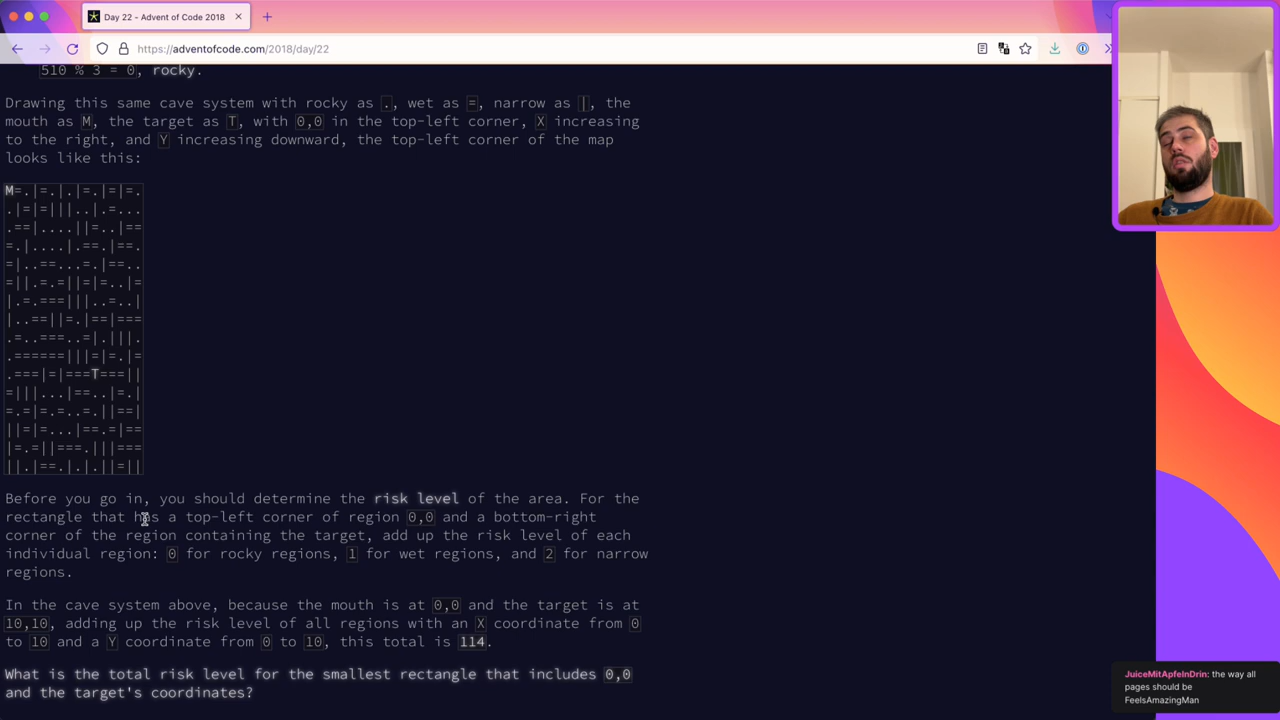 Day 22 - Advent of Code 2018
https://adventofcode.com/2018/day/22
510 % 3 = 0, rocky.
Drawing this same cave system with rocky as ., wet as =, narrow as |, the
mouth as M, the target as T, with 0,0 in the top-left corner, X increasing
to the right, and Y increasing downward, the top-left corner of the map
looks like this:
M=.|=.|.|=.|=|=.
.|=|=|||..|.=...
.==|....||=..|==
=.|....|.==.|==.
=|..==...=.|==..
=||.=.=||=|=..|=
|.=.===|||..=..|
|..==||=.|==|===
.=..===..=|.|||.
.======|||=|=.|=
.===|=|===T===||
=|||...|==..|=.|
=.=|=.=..=.||==|
||=|=...|==.=|==
|=.=||===.|||===
||.|==.|.|.||=||
Before you go in, you should determine the risk level of the area. For the
rectangle that has a top-left corner of region 0,0 and a bottom-right
corner of the region containing the target, add up the risk level of each
individual region: 0 for rocky regions, 1 for wet regions, and 2 for narrow
regions.
In the cave system above, because the mouth is at 0,0 and the target is at
10,10, adding up the risk level of all regions with an X coordinate from 0
to 10 and a Y coordinate from 0 to 10, this total is 114.
What is the total risk level for the smallest rectangle that includes 0,0
and the target's coordinates?
JuiceMitApfeInDrin: the way all
pages should be
FeelsAmazingMan